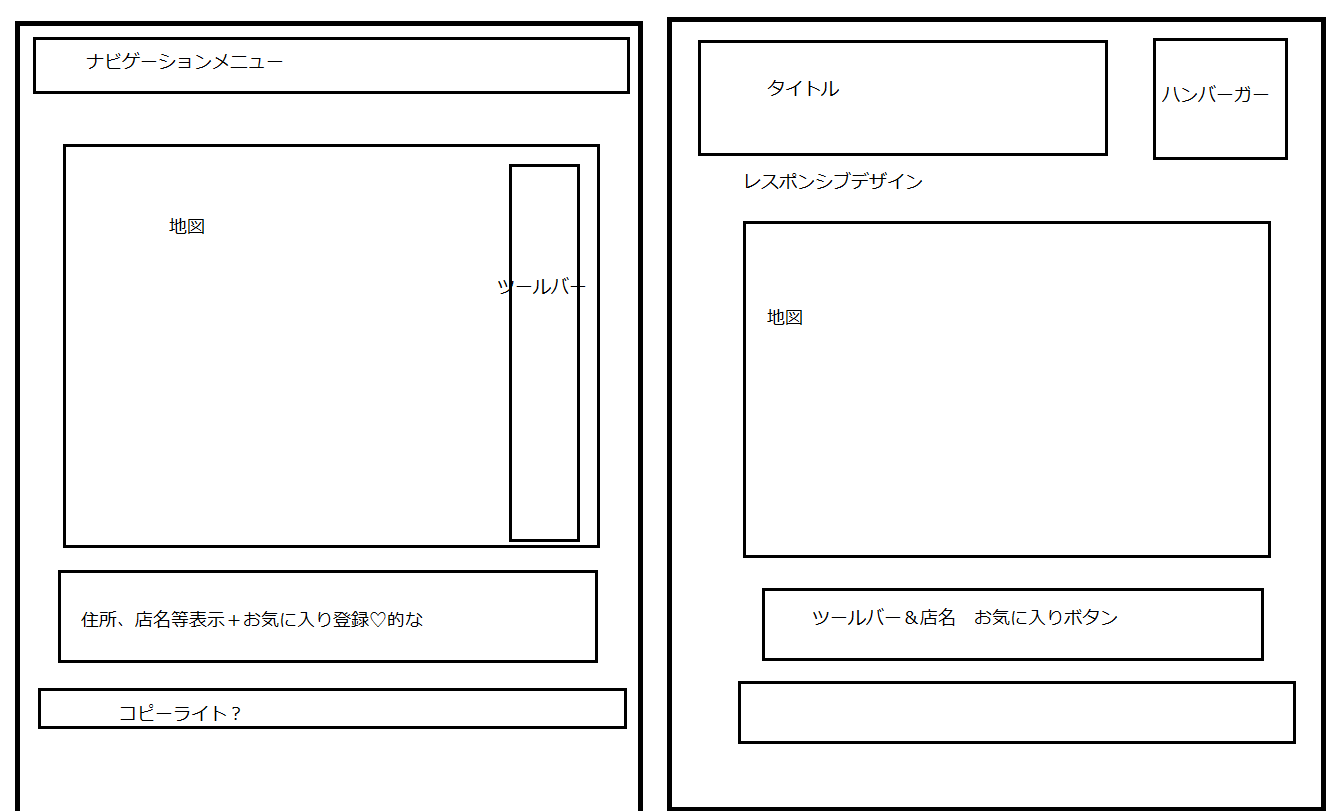 ナビゲーションメニュー
地図
ツールバー
住所、店名等表示＋お気に入り登録♡的な
コピーライト？
タイトル
ハンバーガー
レスポンシブデザイン
地図
ツールバー＆店名　お気に入りボタン